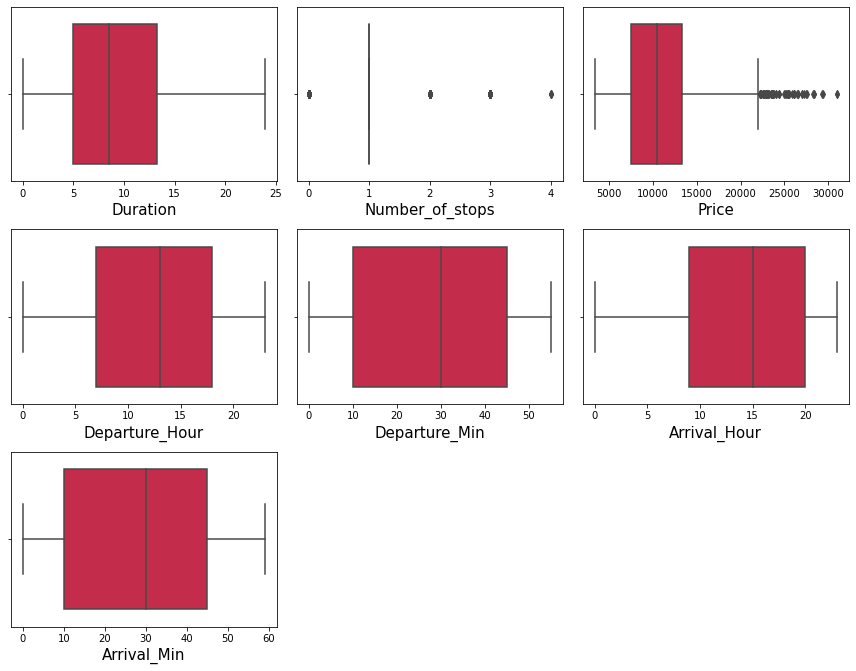 0 5 10 15 20 25
Duration
0 1 2 3 4
Number_of_stops
5000 10000 15000 20000 25000 30000
Price
0 5 10 15 20
Departure_Hour
0 10 20 30 40 50
Departure_Min
0 5 10 15 20
Arrival_Hour
0 10 20 30 40 50 60
Arrival_Min